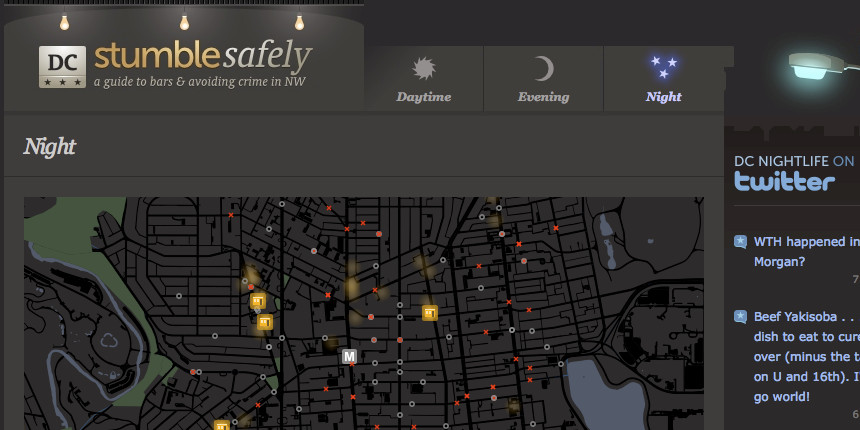 DC
stumblesafely
a guide to bars & avoiding crime in NW
Daytime
Evening
Night
Night
M
DC NIGHTLIFE ON
twitter
WTH happened in
Morgan?
7
Beef Yakisoba . .
dish to eat to cure
over (minus the ta
on U and 16th). I'
go world!
6